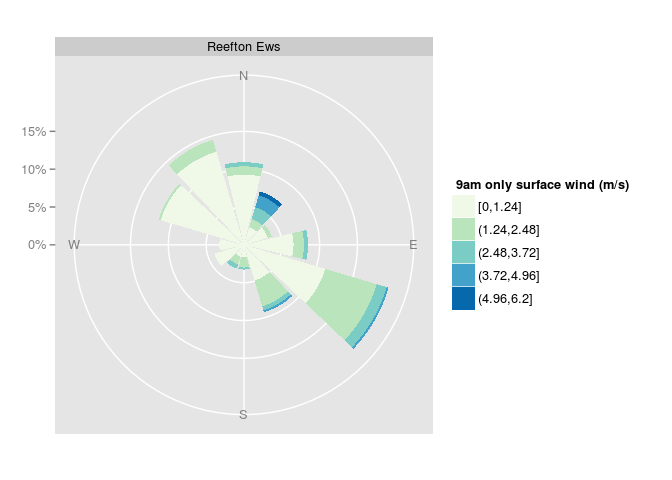 Reefton Ews
N
15%
10%
5%
0%
W
E
S
9am only surface wind (m/s)
[0,1.24]
(1.24,2.48]
(2.48,3.72]
(3.72,4.96]
(4.96,6.2]